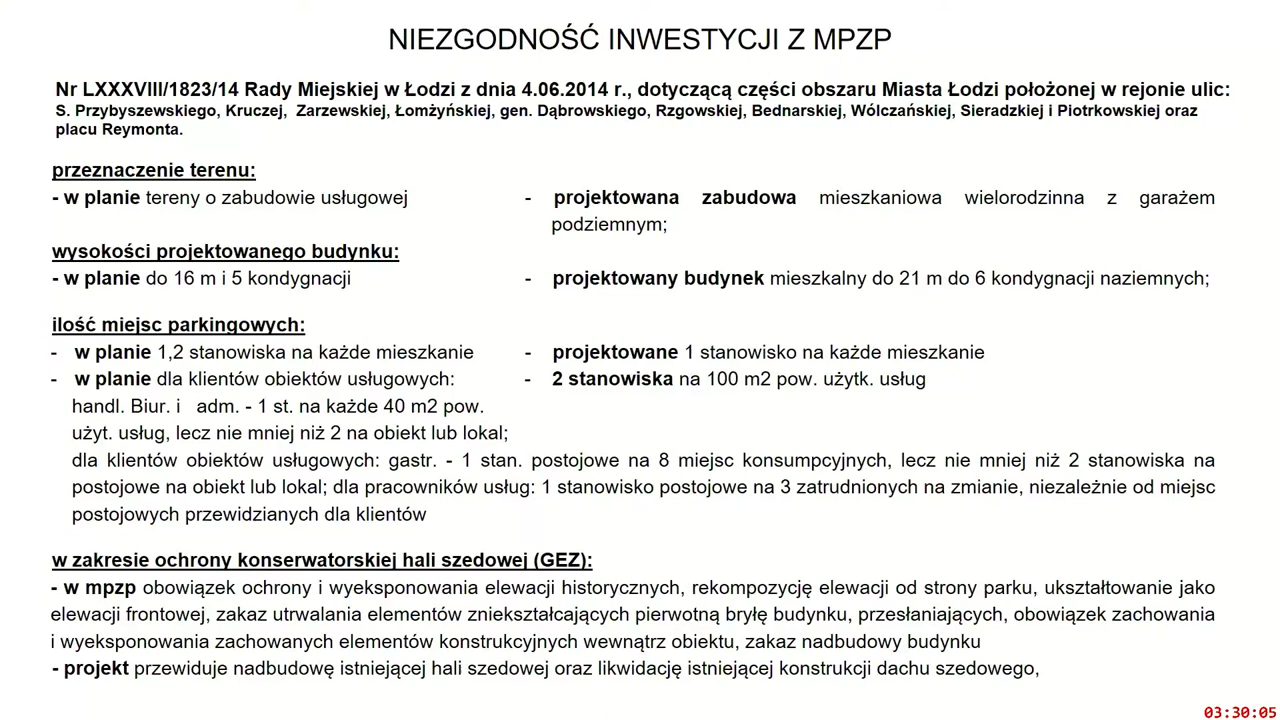 NIEZGODNOŚĆ INWESTYCJI Z MPZP
Nr LXXXVIII/1823/14 Rady Miejskiej w Łodzi z dnia 4.06.2014 r., dotyczącą części obszaru Miasta Łodzi położonej w rejonie ulic:
S. Przybyszewskiego, Kruczej, Zarzewskiej, Łomżyńskiej, gen. Dąbrowskiego, Rzgowskiej, Bednarskiej, Wólczańskiej, Sieradzkiej i Piotrkowskiej oraz
placu Reymonta.
przeznaczenie terenu:
- w planie tereny o zabudowie usługowej
- projektowana zabudowa mieszkaniowa wielorodzinna z garażem
podziemnym;
wysokości projektowanego budynku:
- w planie do 16 m i 5 kondygnacji
- projektowany budynek mieszkalny do 21 m do 6 kondygnacji naziemnych;
ilość miejsc parkingowych:
- w planie 1,2 stanowiska na każde mieszkanie
- projektowane 1 stanowisko na każde mieszkanie
- w planie dla klientów obiektów usługowych:
- 2 stanowiska na 100 m2 pow. użytk. usług
handl. Biur. i adm. - 1 st. na każde 40 m2 pow.
użyt. usług, lecz nie mniej niż 2 na obiekt lub lokal;
dla klientów obiektów usługowych: gastr. - 1 stan. postojowe na 8 miejsc konsumpcyjnych, lecz nie mniej niż 2 stanowiska na
postojowe na obiekt lub lokal; dla pracowników usług: 1 stanowisko postojowe na 3 zatrudnionych na zmianie, niezależnie od miejsc
postojowych przewidzianych dla klientów
w zakresie ochrony konserwatorskiej hali szedowej (GEZ):
- w mpzp obowiązek ochrony i wyeksponowania elewacji historycznych, rekompozycję elewacji od strony parku, ukształtowanie jako
elewacji frontowej, zakaz utrwalania elementów zniekształcających pierwotną bryłę budynku, przesłaniających, obowiązek zachowania
i wyeksponowania zachowanych elementów konstrukcyjnych wewnątrz obiektu, zakaz nadbudowy budynku
- projekt przewiduje nadbudowę istniejącej hali szedowej oraz likwidację istniejącej konstrukcji dachu szedowego,
03:30:05